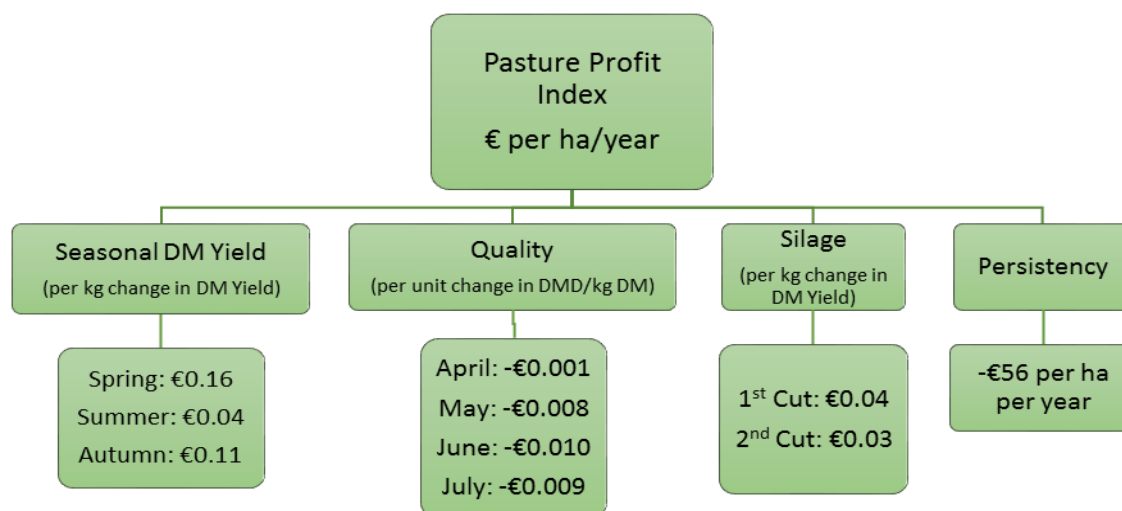 Pasture Profit
Index
€ per ha/year
Seasonal DM Yield
(per kg change in DM Yield)
Quality
(per unit change in DMD/kg DM)
Silage
(per kg change in
DM Yield)
Persistency
Spring: €0.16
Summer: €0.04
Autumn: €0.11
April: -€0.001
May: -€0.008
June: -€0.010
July: -€0.009
1st Cut: €0.04
2nd Cut: €0.03
-€56 per ha
per year